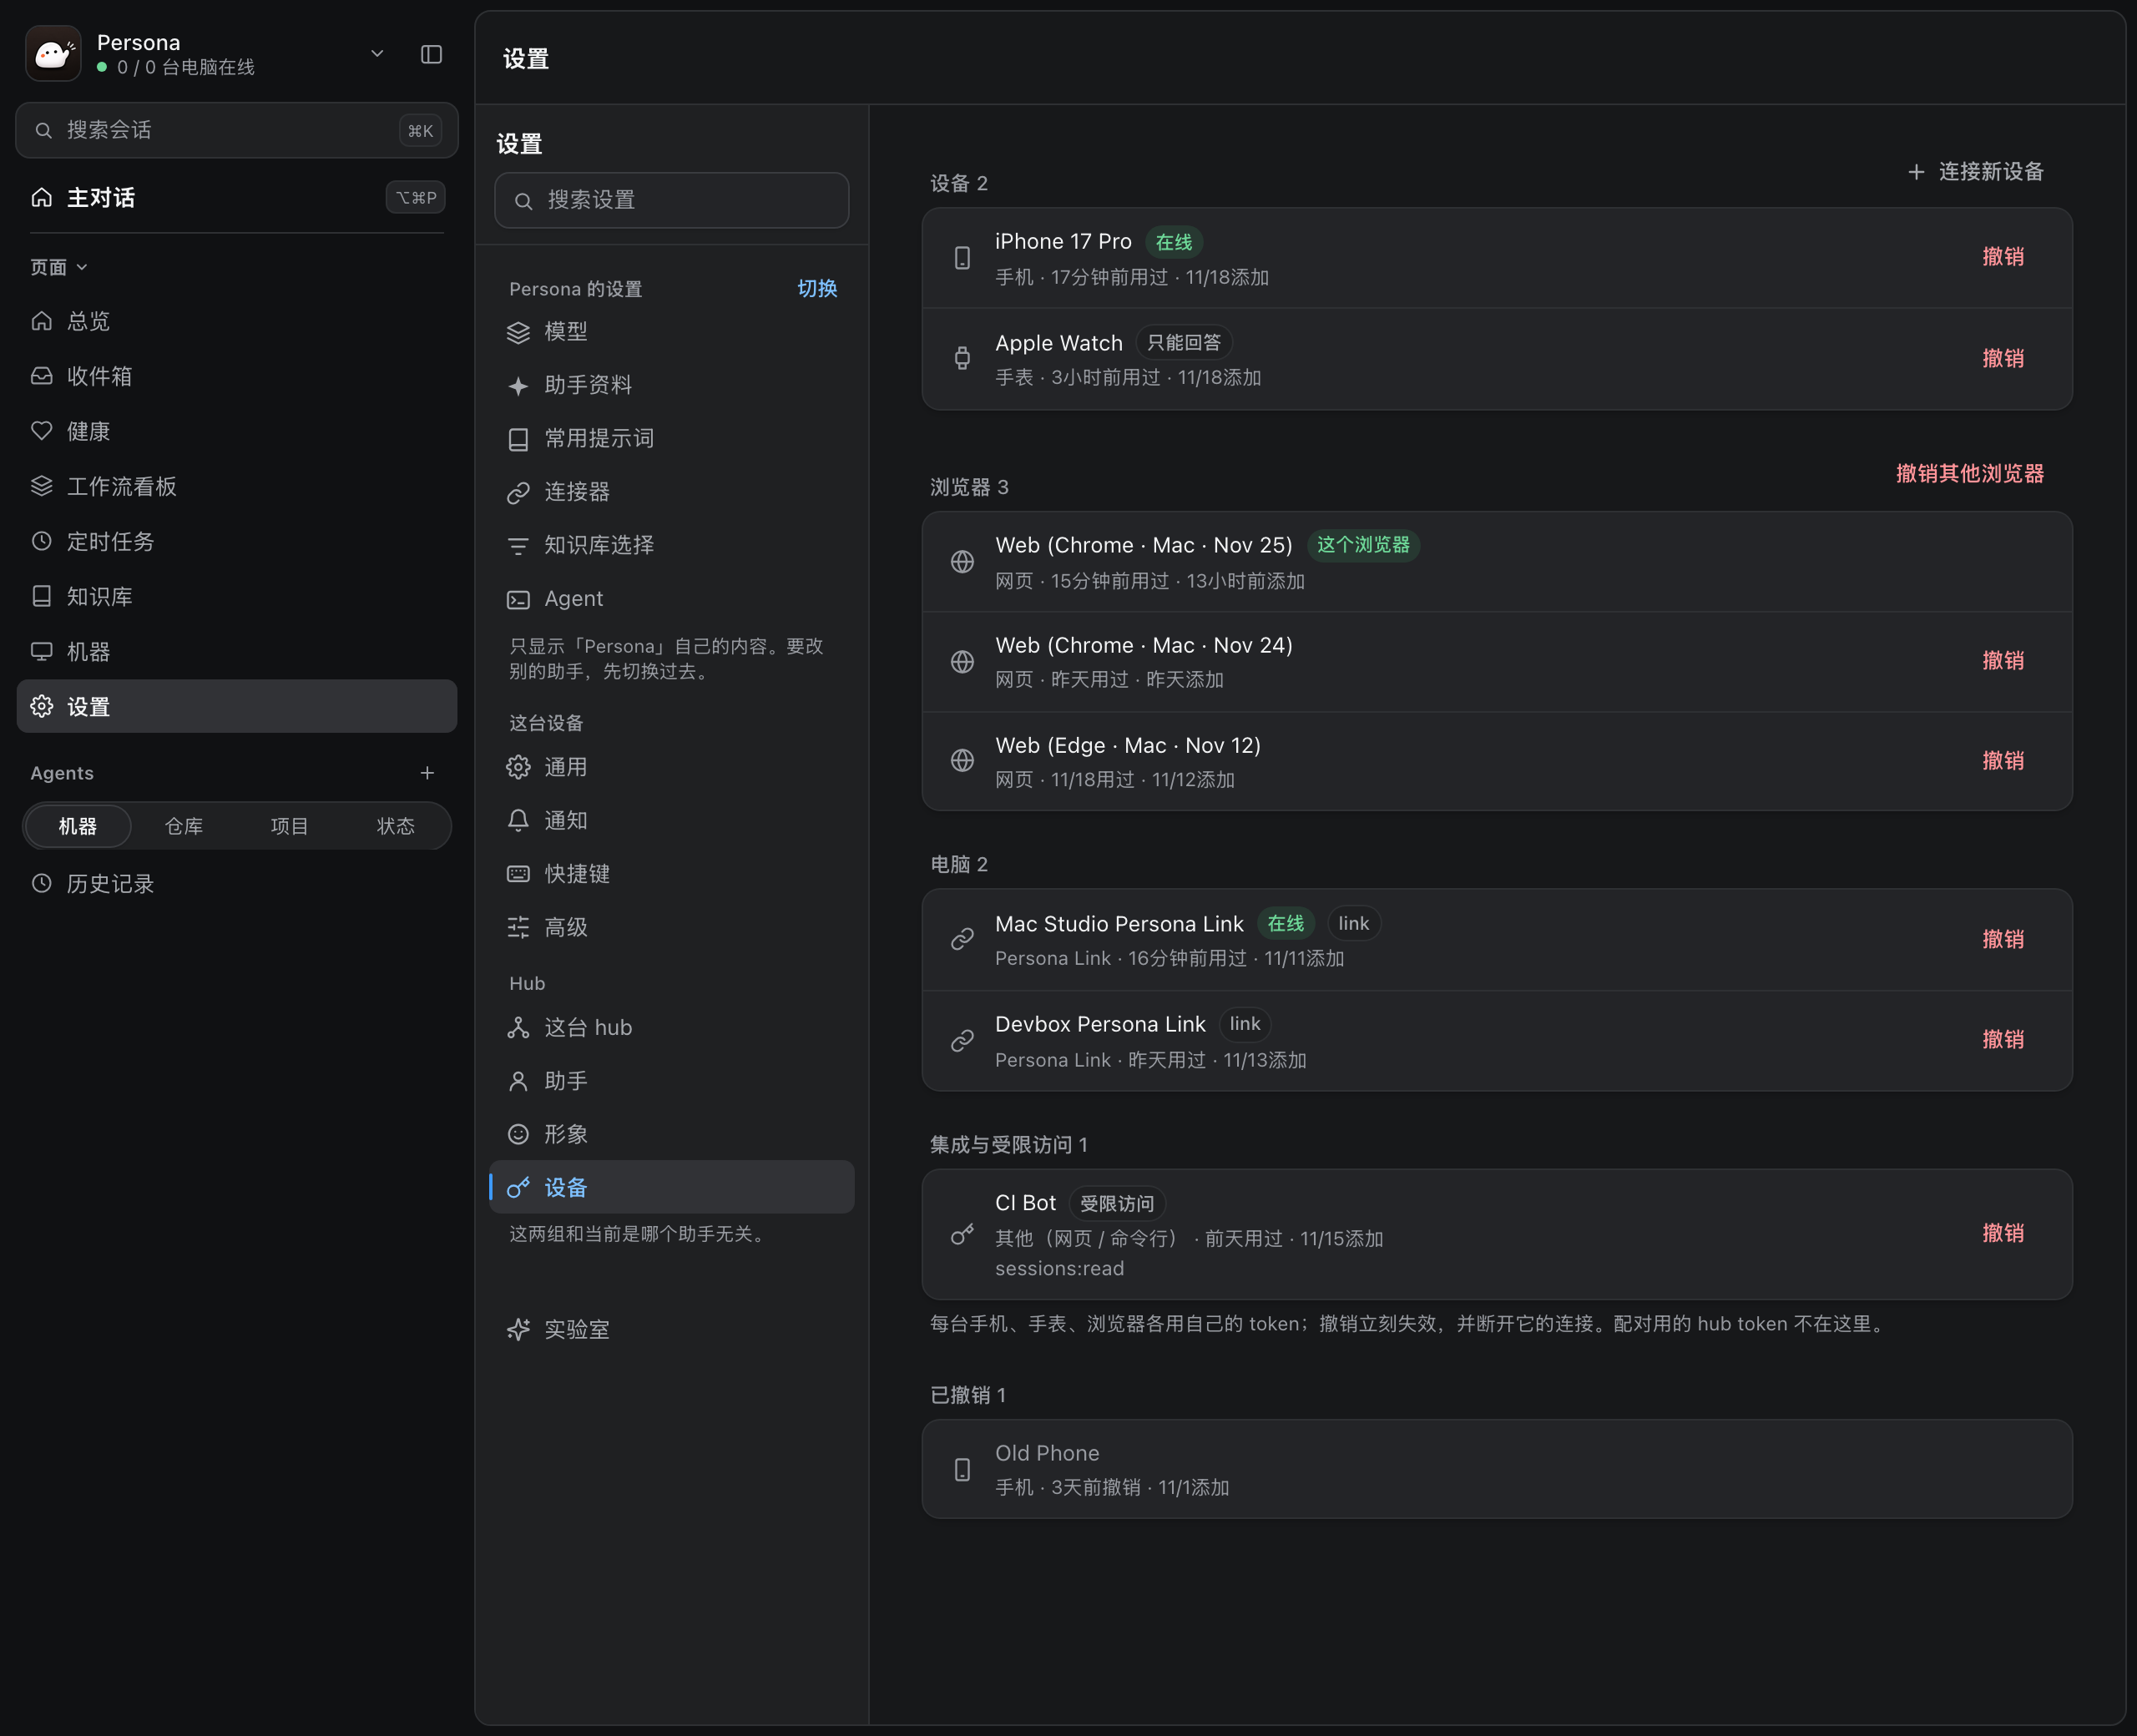 Persona
0 / 0 台电脑在线
搜索会话
⌘K
主对话
⌥⌘P
页面
总览
收件箱
健康
工作流看板
定时任务
知识库
机器
设置
Agents
机器
仓库
项目
状态
历史记录
设置
设置
搜索设置
Persona 的设置
切换
模型
助手资料
常用提示词
连接器
知识库选择
Agent
只显示「Persona」自己的内容。要改
别的助手，先切换过去。
这台设备
通用
通知
快捷键
高级
Hub
这台 hub
助手
形象
设备
这两组和当前是哪个助手无关。
实验室
设备 2
连接新设备
iPhone 17 Pro 在线
手机 · 17分钟前用过 · 11/18添加
撤销
Apple Watch 只能回答
手表 · 3小时前用过 · 11/18添加
撤销
浏览器 3
撤销其他浏览器
Web (Chrome · Mac · Nov 25) 这个浏览器
网页 · 15分钟前用过 · 13小时前添加
Web (Chrome · Mac · Nov 24)
网页 · 昨天用过 · 昨天添加
撤销
Web (Edge · Mac · Nov 12)
网页 · 11/18用过 · 11/12添加
撤销
电脑 2
Mac Studio Persona Link 在线 link
Persona Link · 16分钟前用过 · 11/11添加
撤销
Devbox Persona Link link
Persona Link · 昨天用过 · 11/13添加
撤销
集成与受限访问 1
CI Bot 受限访问
其他（网页 / 命令行） · 前天用过 · 11/15添加
sessions:read
撤销
每台手机、手表、浏览器各用自己的 token；撤销立刻失效，并断开它的连接。配对用的 hub token 不在这里。
已撤销 1
Old Phone
手机 · 3天前撤销 · 11/1添加